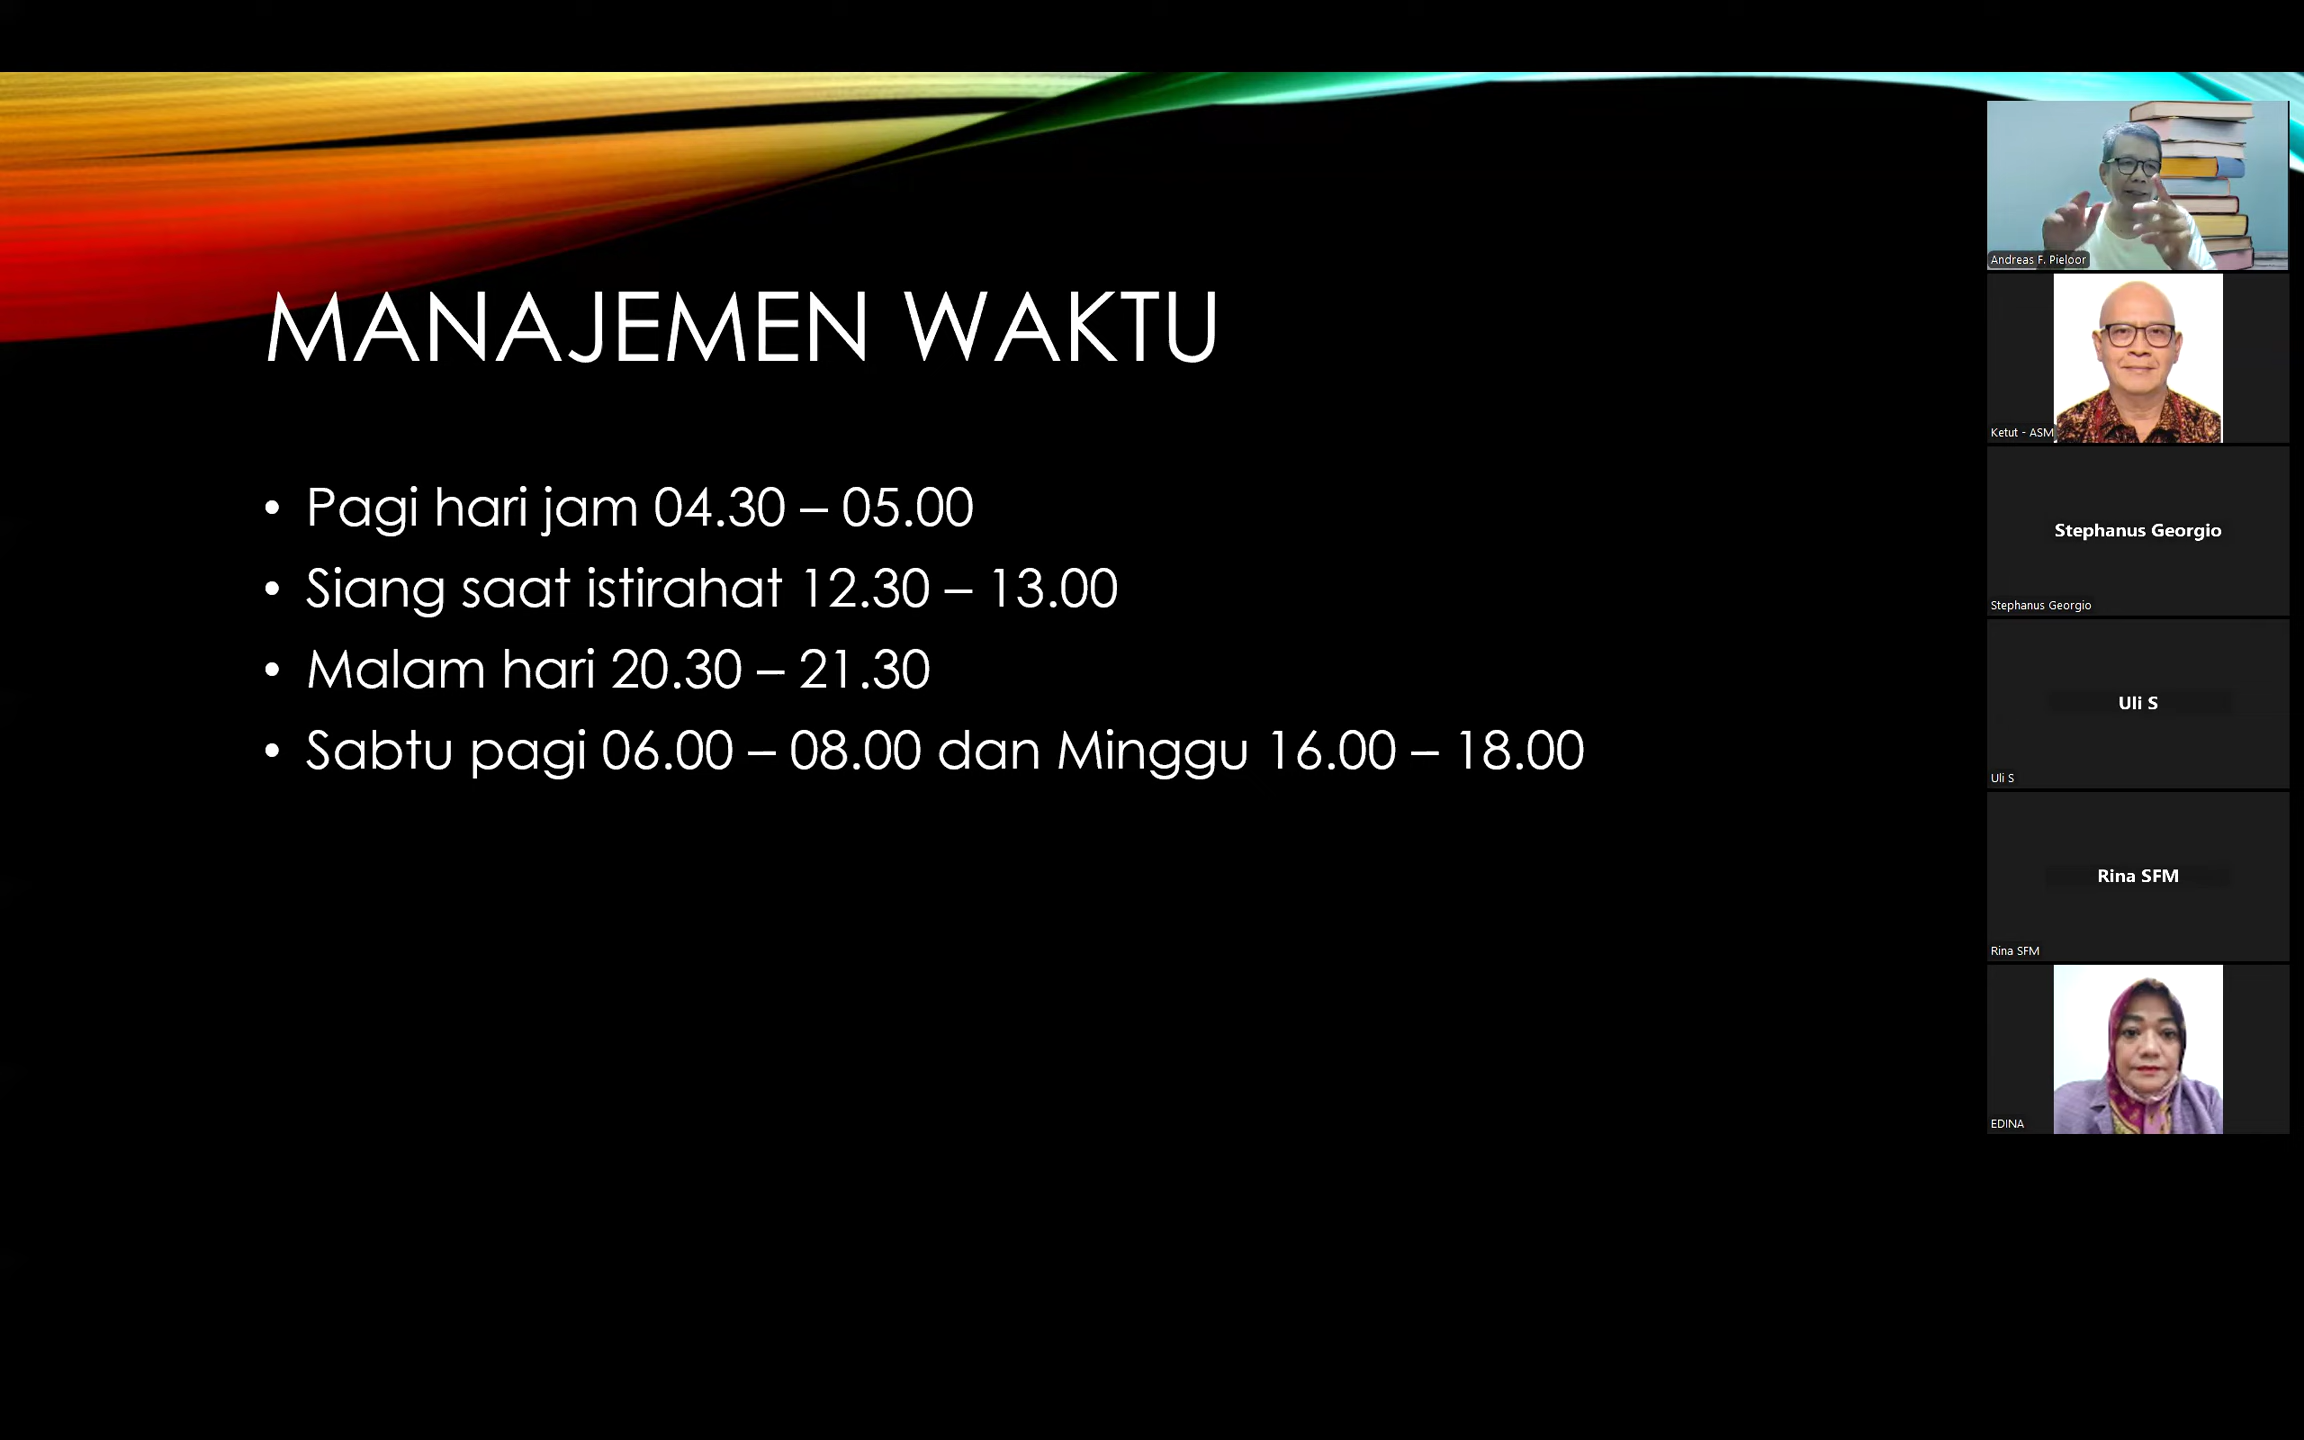 MANAJEMEN WAKTU
• Pagi hari jam 04.30 – 05.00
• Siang saat istirahat 12.30 – 13.00
• Malam hari 20.30 – 21.30
• Sabtu pagi 06.00 – 08.00 dan Minggu 16.00 – 18.00
Andreas F. Pieloor
Ketut - ASM
Stephanus Georgio
Stephanus Georgio
Uli S
Uli S
Rina SFM
Rina SFM
EDINA